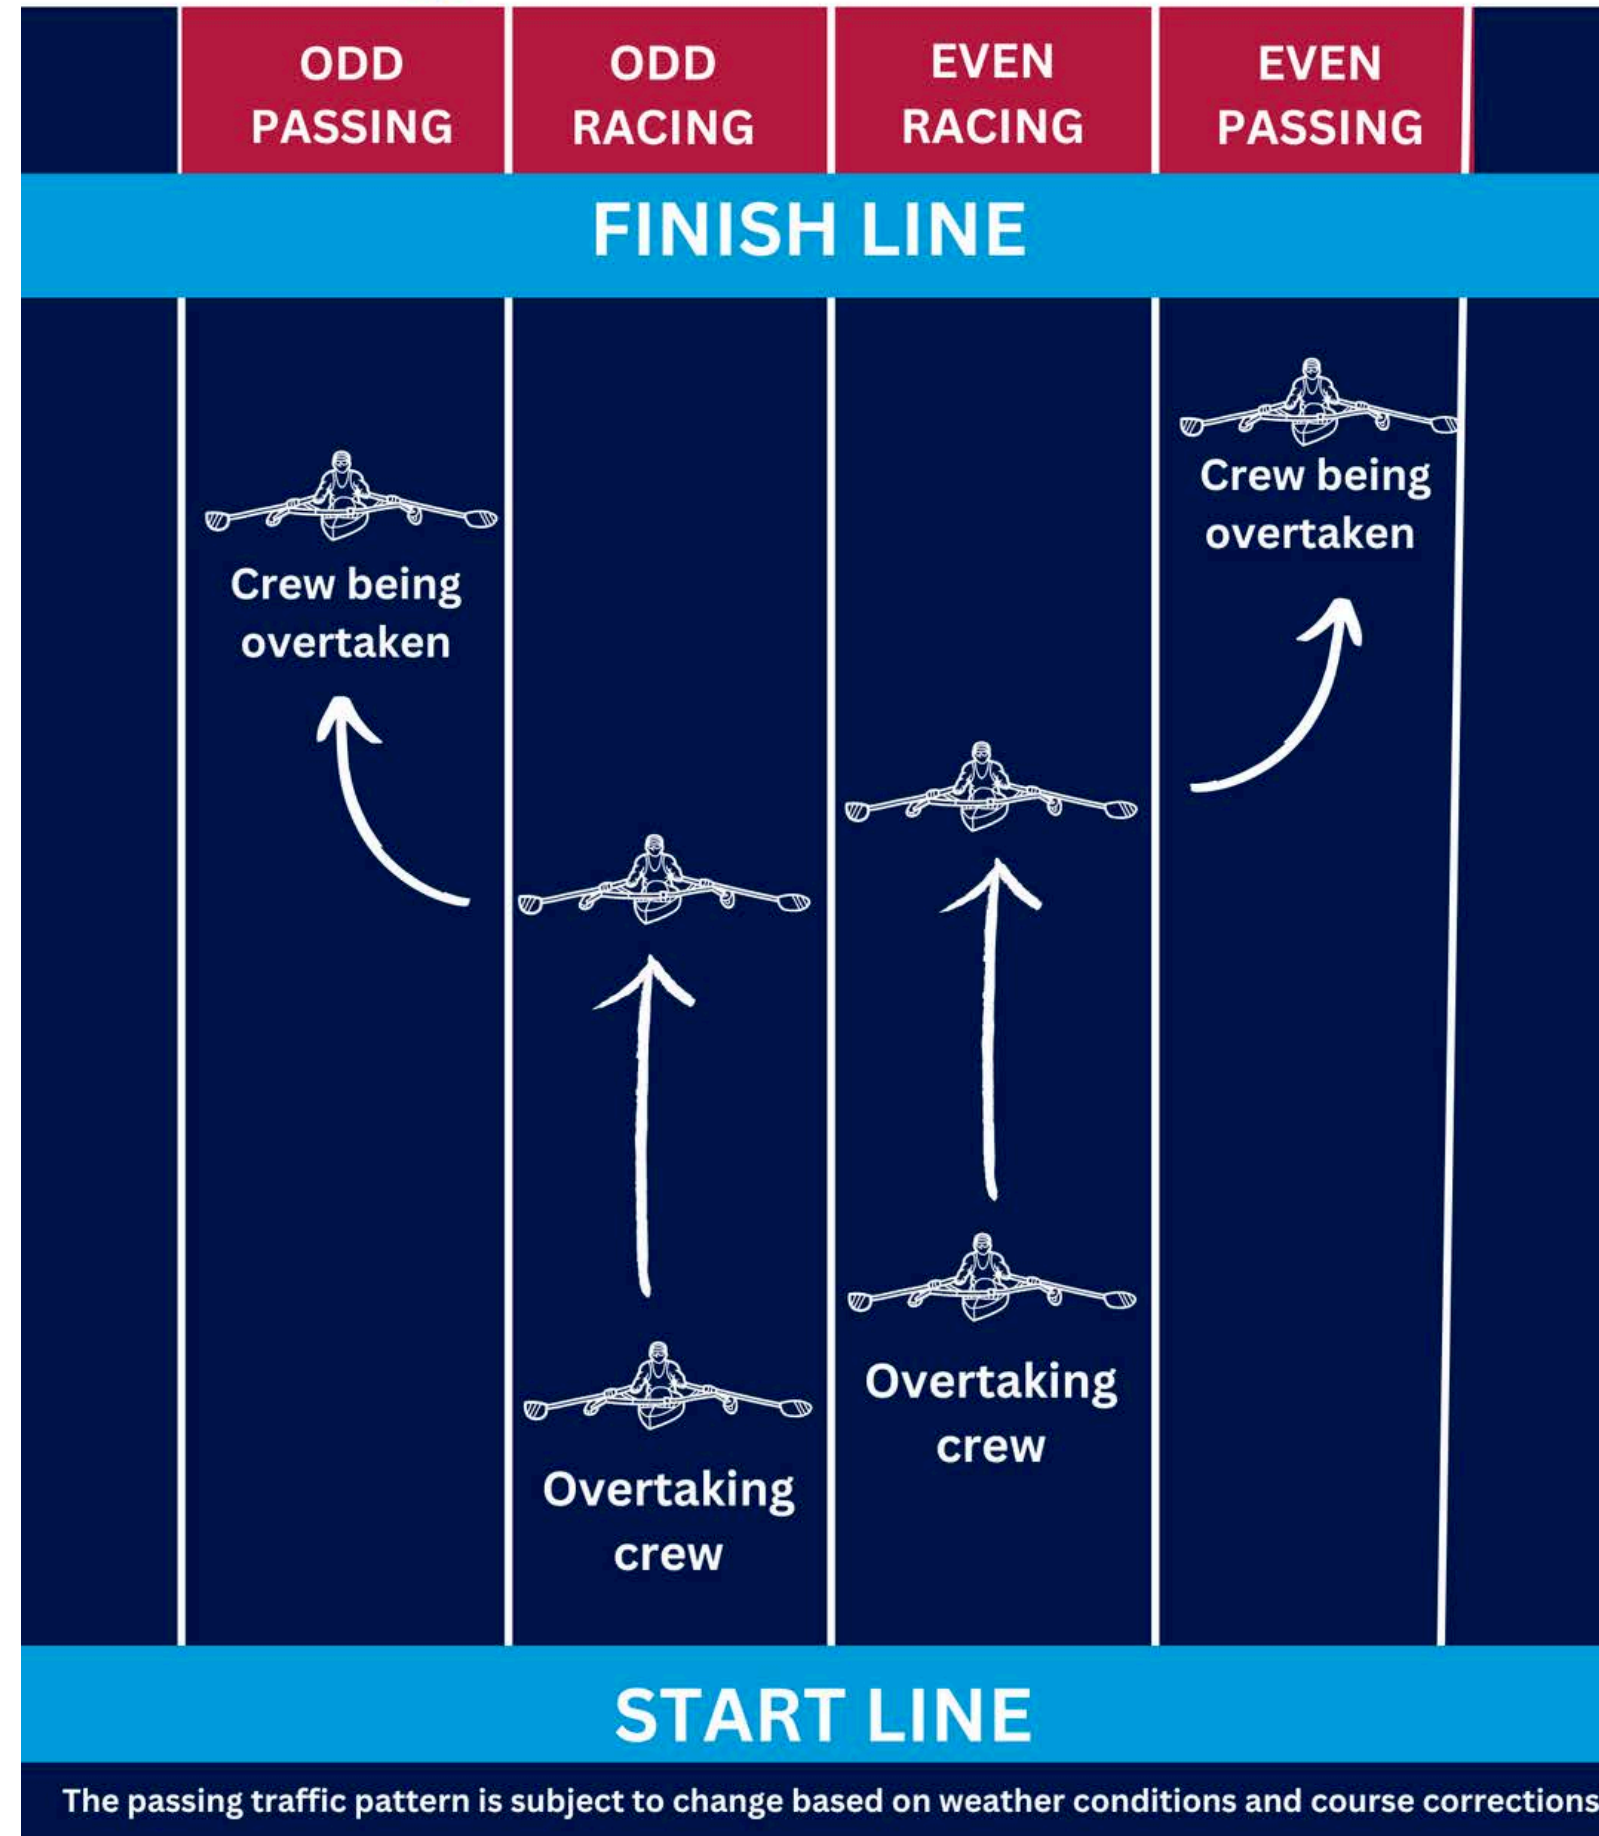 ODD
PASSING
ODD
RACING
EVEN
RACING
EVEN
PASSING
FINISH LINE
Crew being
overtaken
Crew being
overtaken
Overtaking
crew
Overtaking
crew
START LINE
The passing traffic pattern is subject to change based on weather conditions and course corrections